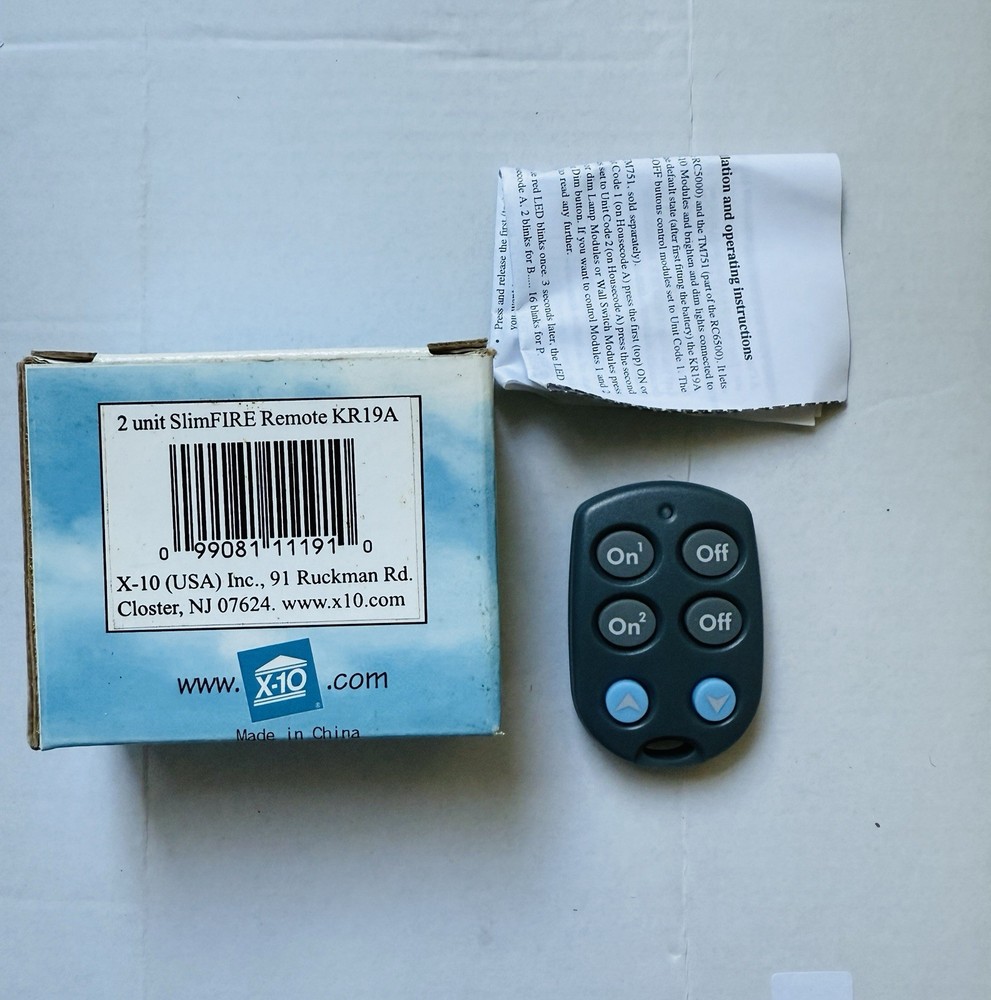 2 unit SlimFIRE Remote KR19A
0 99081 11191 0
X-10 (USA) Inc., 91 Ruckman Rd.
Closter, NJ 07624. www.x10.com
www.X-10®.com
Made in China
lation and operating instructions
RC5000) and the TM751 (part of the RC6500). It lets
10 Modules and brighten and dim lights connected to
e default state (after first fitting the battery) the KR19A
OFF buttons control modules set to Unit Code 1. The
M751, sold separately).
Code 1 (on Housecode A) press the first (top) ON or
set to Unit Code 2 (on Housecode A) press the second
r dim Lamp Modules or Wall Switch Modules press
Dim button. If you want to control Modules 1 and 2
o read any further.
e red LED blinks once. 3 seconds later, the LED
code A, 2 blinks for B..... 16 blinks for P.
• Press and release the first
On¹ Off
On² Off